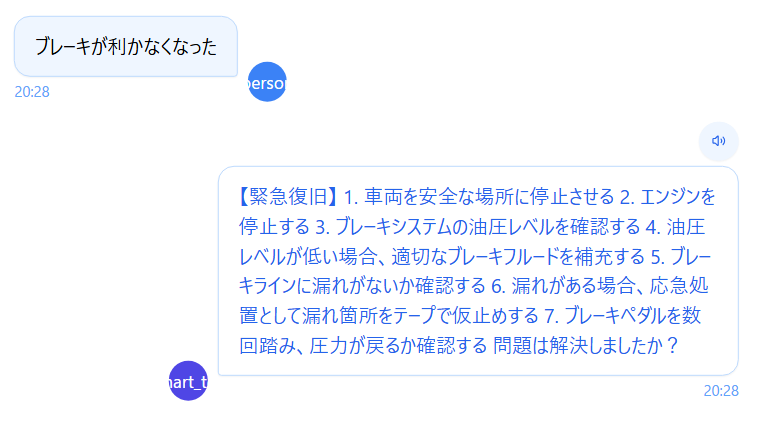 ブレーキが利かなくなった
20:28
person
【緊急復旧】 1. 車両を安全な場所に停止させる 2. エンジンを
停止する 3. ブレーキシステムの油圧レベルを確認する 4. 油圧
レベルが低い場合、適切なブレーキフルードを補充する 5. ブレー
キラインに漏れがないか確認する 6. 漏れがある場合、応急処
置として漏れ箇所をテープで仮止めする 7. ブレーキペダルを数
回踏み、圧力が戻るか確認する 問題は解決しましたか？
20:28